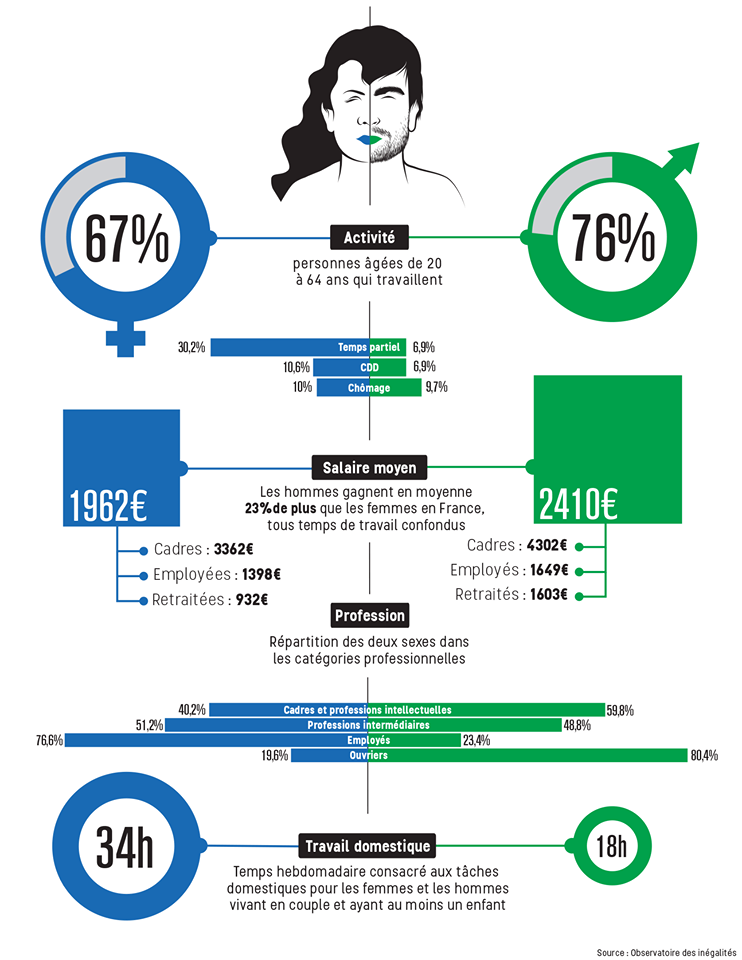 67%
Activité
76%
personnes âgées de 20
à 64 ans qui travaillent
30,2% Temps partiel 6,9%
10,6% CDD 6,9%
10% Chômage 9,7%
1962€
Salaire moyen
2410€
Les hommes gagnent en moyenne
23%de plus que les femmes en France,
tous temps de travail confondus
Cadres : 3362€
Employées : 1398€
Retraitées : 932€
Cadres : 4302€
Employés : 1649€
Retraités : 1603€
Profession
Répartition des deux sexes dans
les catégories professionnelles
40,2% Cadres et professions intellectuelles 59,8%
51,2% Professions intermédiaires 48,8%
76,6% Employés 23,4%
19,6% Ouvriers 80,4%
34h
Travail domestique
18h
Temps hebdomadaire consacré aux tâches
domestiques pour les femmes et les hommes
vivant en couple et ayant au moins un enfant
Source : Observatoire des inégalités